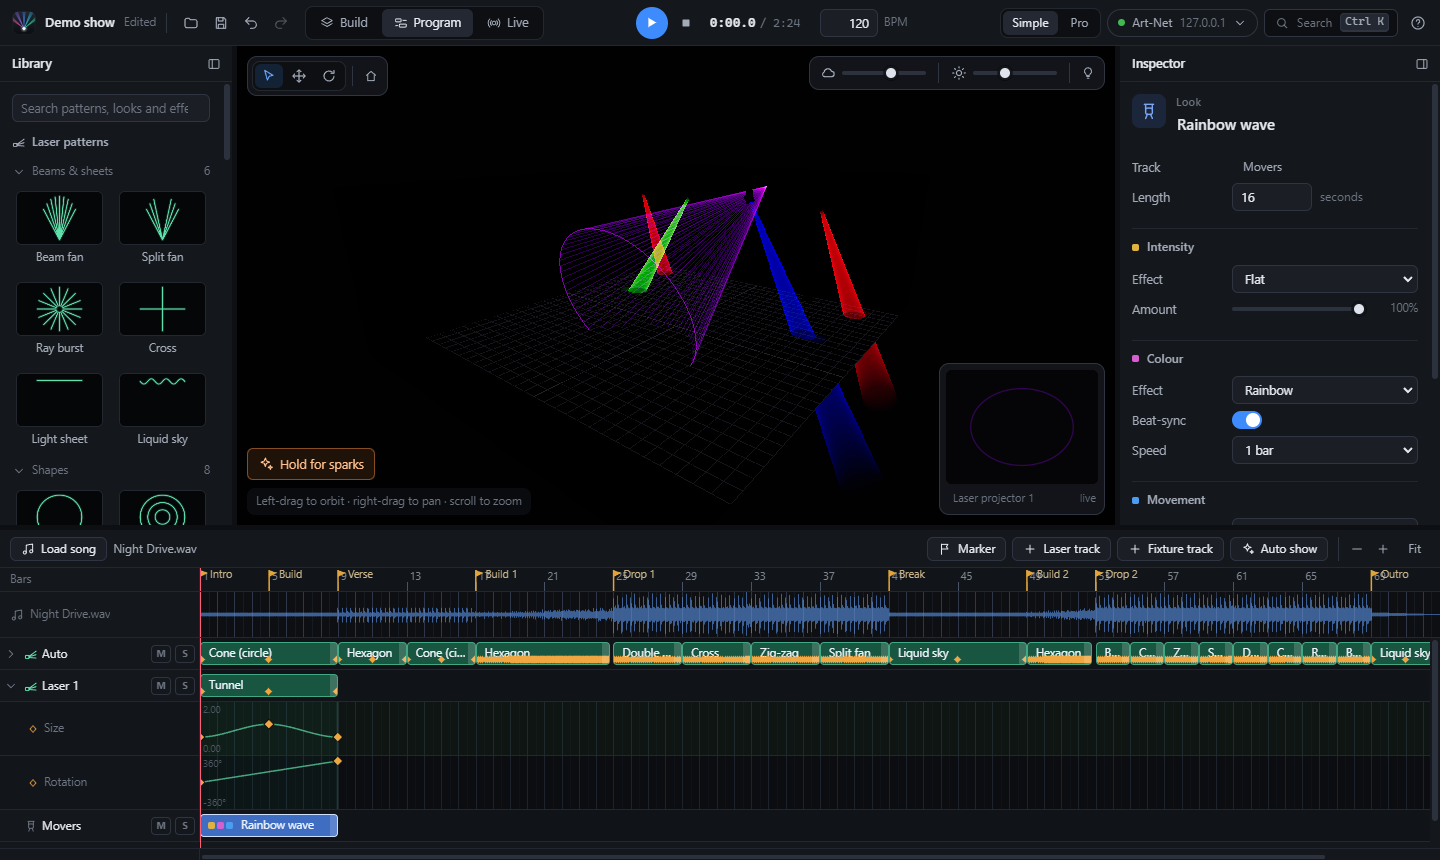 Demo show Edited Build Program Live 0:00.0 / 2:24 120 BPM Simple Pro Art-Net 127.0.0.1 Search Ctrl K
Library
Search patterns, looks and effe
Laser patterns
Beams & sheets 6
Beam fan Split fan
Ray burst Cross
Light sheet Liquid sky
Shapes 8
Hold for sparks
Left-drag to orbit · right-drag to pan · scroll to zoom
Laser projector 1 live
Inspector
Look
Rainbow wave
Track Movers
Length 16 seconds
Intensity
Effect Flat
Amount 100%
Colour
Effect Rainbow
Beat-sync
Speed 1 bar
Movement
Load song Night Drive.wav Marker Laser track Fixture track Auto show Fit
Bars Intro Build Verse 13 Build 1 21 Drop 1 29 33 37 Break 45 Build 2 Drop 2 57 61 65 Outro
Night Drive.wav
Auto M S Cone (circle) Hexagon Cone (ci... Hexagon Double ... Cross Zig-zag Split fan Liquid sky Hexagon B... C... Z... S... D... C... R... B... Liquid sky
Laser 1 M S Tunnel
2.00
Size
0.00
360°
Rotation
-360°
Movers M S Rainbow wave